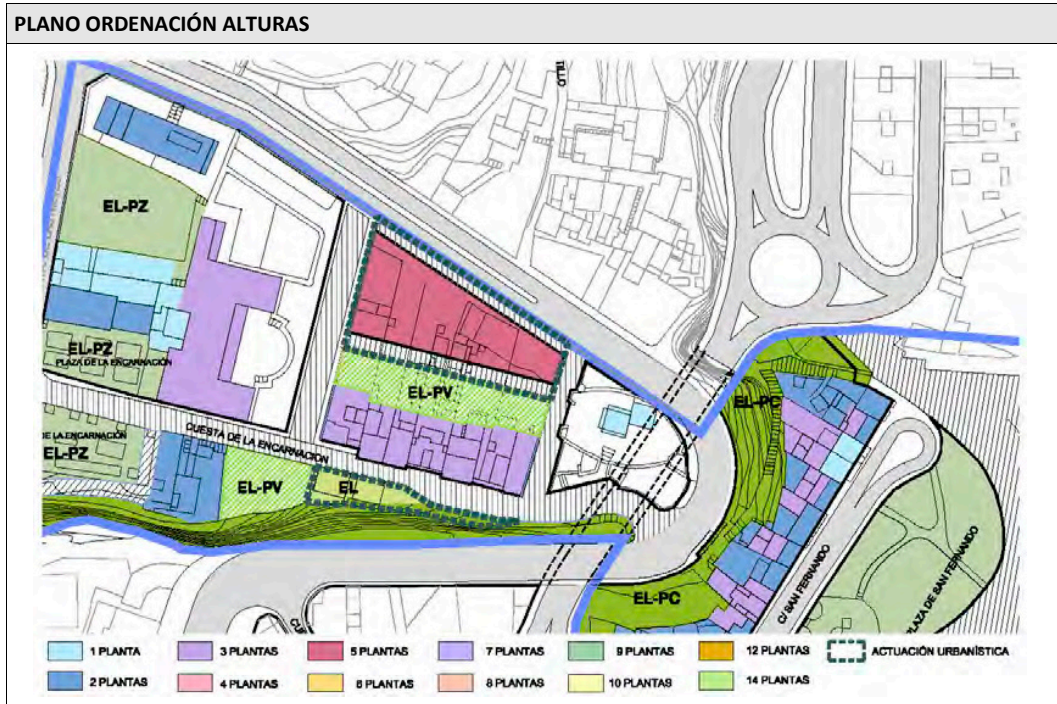 PLANO ORDENACIÓN ALTURAS
EL-PZ
EL-PZ
PLAZA DE LA ENCARNACIÓN
EL-PV
EL-PC
CUESTA DE LA ENCARNACIÓN
DE LA ENCARNACIÓN
EL-PZ
EL-PV
EL
EL-PC
C/ SAN FERNANDO
PLAZA DE SAN FERNANDO
1 PLANTA
3 PLANTAS
5 PLANTAS
7 PLANTAS
9 PLANTAS
12 PLANTAS
ACTUACIÓN URBANÍSTICA
2 PLANTAS
4 PLANTAS
6 PLANTAS
8 PLANTAS
10 PLANTAS
14 PLANTAS